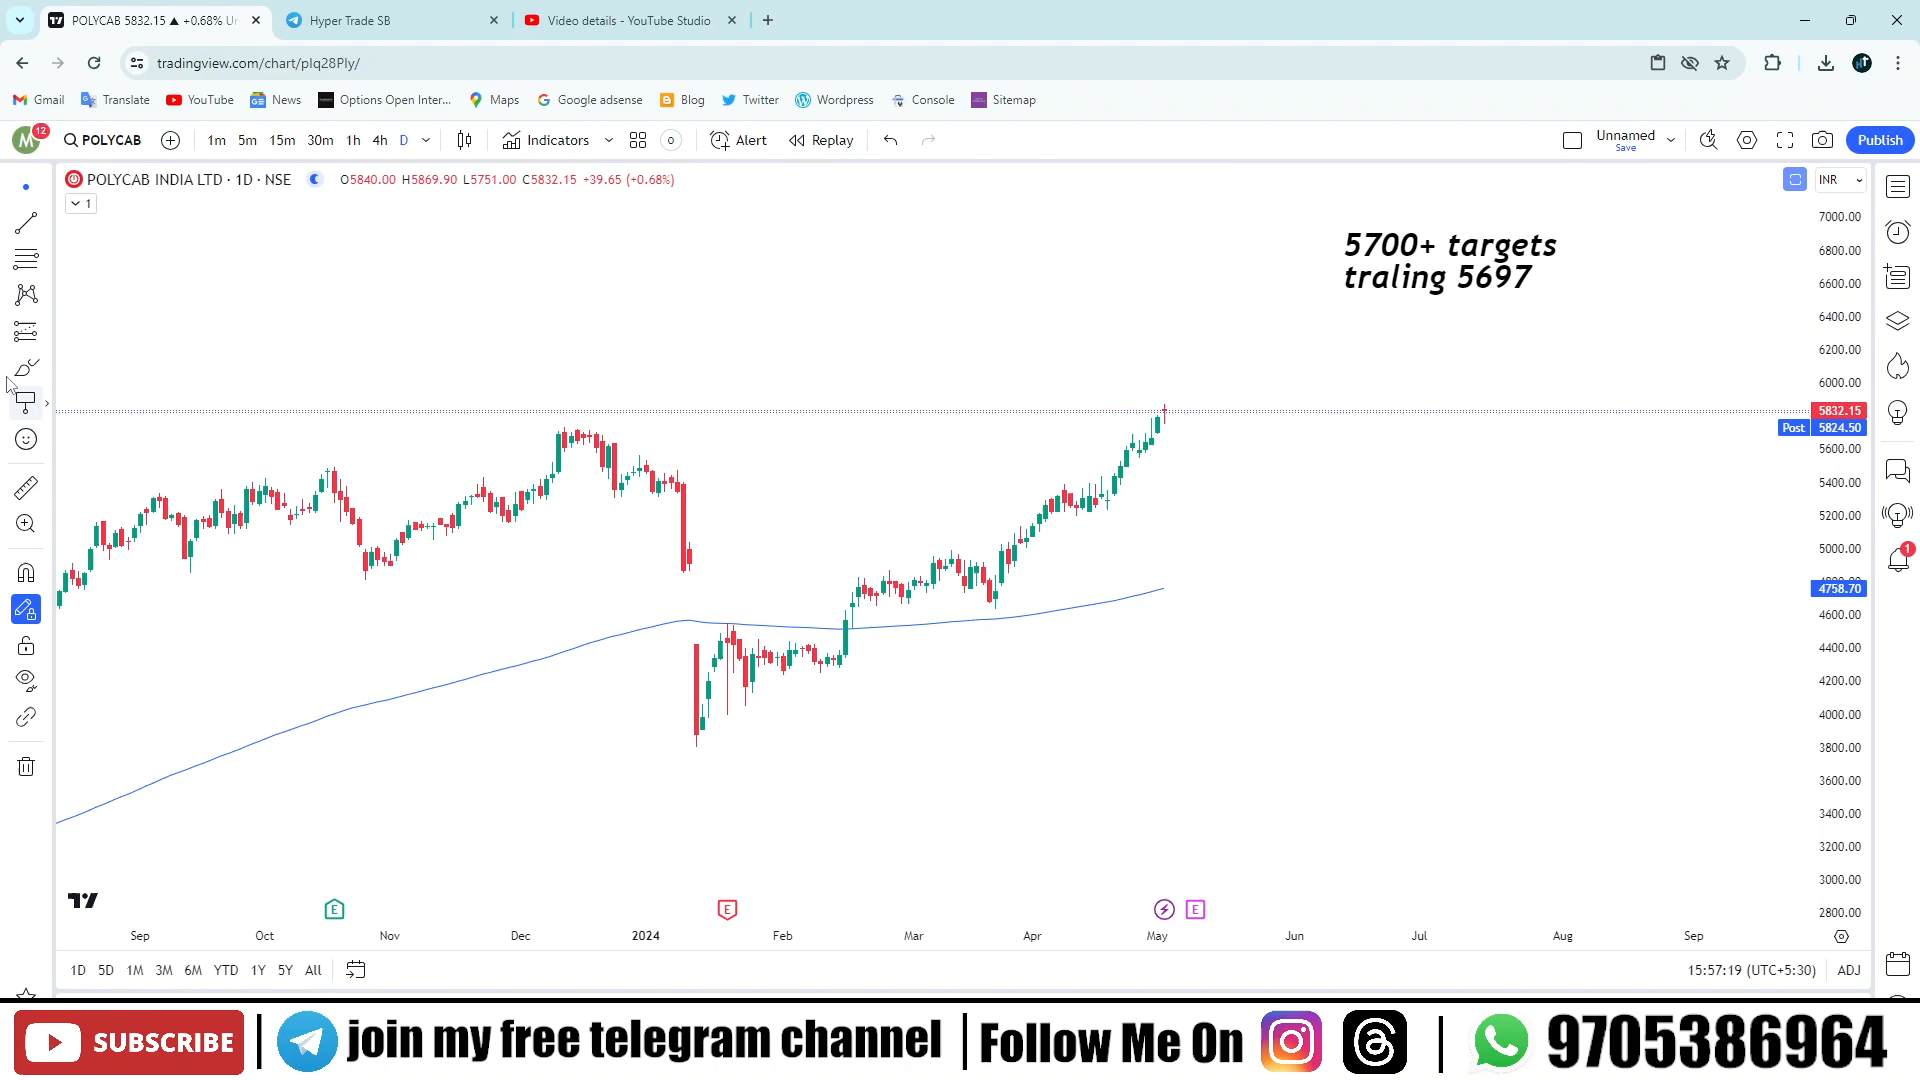 POLYCAB 5832.15 ▲ +0.68% Un
Hyper Trade SB
Video details - YouTube Studio
tradingview.com/chart/plq28Ply/
Gmail Translate YouTube News Options Open Inter... Maps Google adsense Blog Twitter Wordpress Console Sitemap
M 12 POLYCAB 1m 5m 15m 30m 1h 4h D Indicators Alert Replay Unnamed Save Publish
POLYCAB INDIA LTD · 1D · NSE O5840.00 H5869.90 L5751.00 C5832.15 +39.65 (+0.68%) INR
1
7000.00
5700+ targets
6800.00
traling 5697
6600.00
6400.00
6200.00
6000.00
5832.15
Post 5824.50
5600.00
5400.00
5200.00
5000.00
4758.70
4600.00
4400.00
4200.00
4000.00
3800.00
3600.00
3400.00
3200.00
3000.00
2800.00
E E E
Sep Oct Nov Dec 2024 Feb Mar Apr May Jun Jul Aug Sep
1D 5D 1M 3M 6M YTD 1Y 5Y All 15:57:19 (UTC+5:30) ADJ
1
SUBSCRIBE | join my free telegram channel | Follow Me On | 9705386964